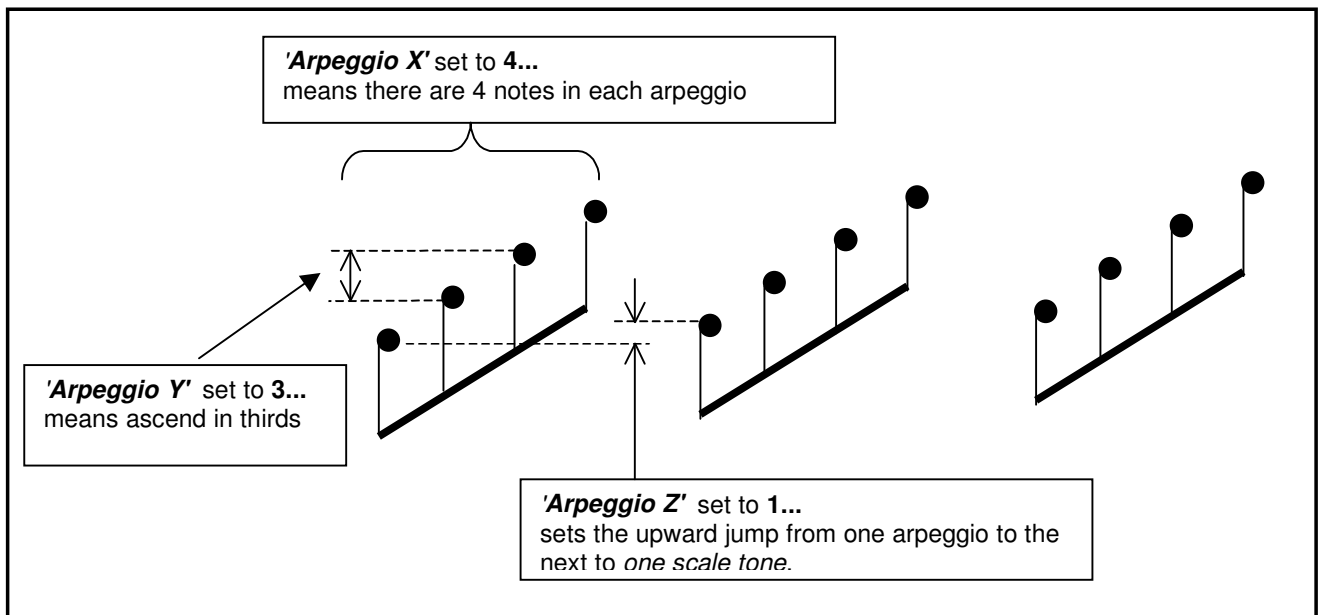 'Arpeggio X' set to 4...
means there are 4 notes in each arpeggio
'Arpeggio Y' set to 3...
means ascend in thirds
'Arpeggio Z' set to 1...
sets the upward jump from one arpeggio to the
next to one scale tone.